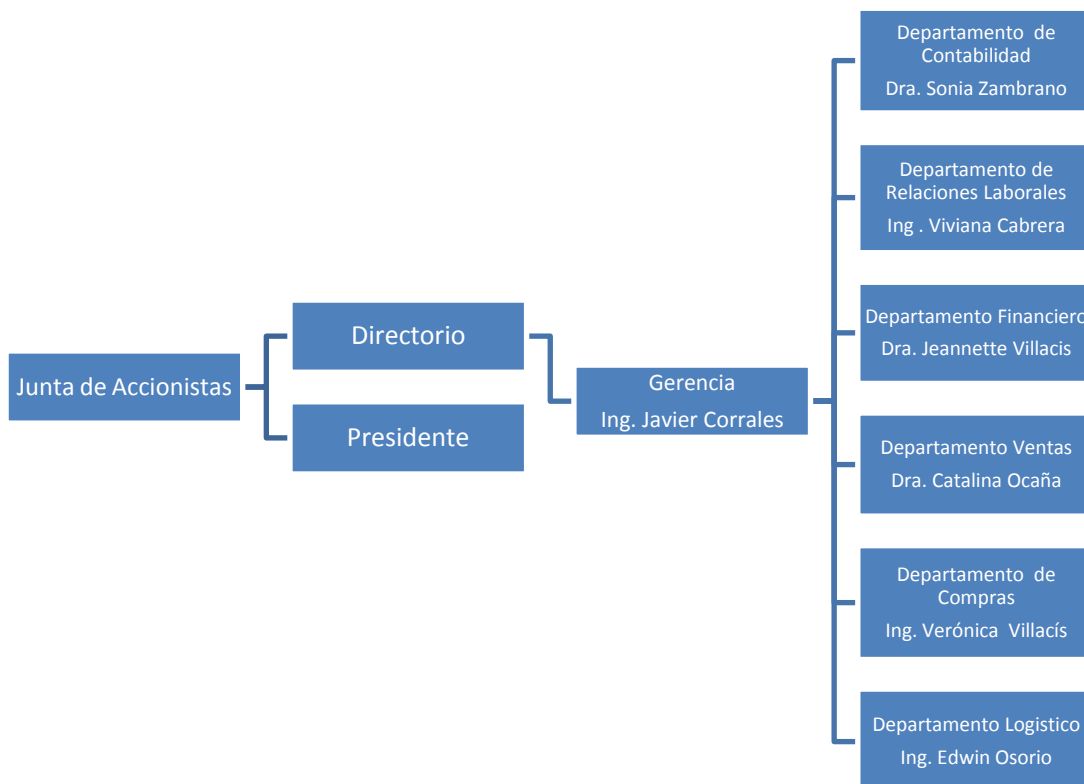 Junta de Accionistas
Directorio
Presidente
Gerencia
Ing. Javier Corrales
Departamento de
Contabilidad
Dra. Sonia Zambrano
Departamento de
Relaciones Laborales
Ing . Viviana Cabrera
Departamento Financiero
Dra. Jeannette Villacis
Departamento Ventas
Dra. Catalina Ocaña
Departamento de
Compras
Ing. Verónica Villacís
Departamento Logistico
Ing. Edwin Osorio